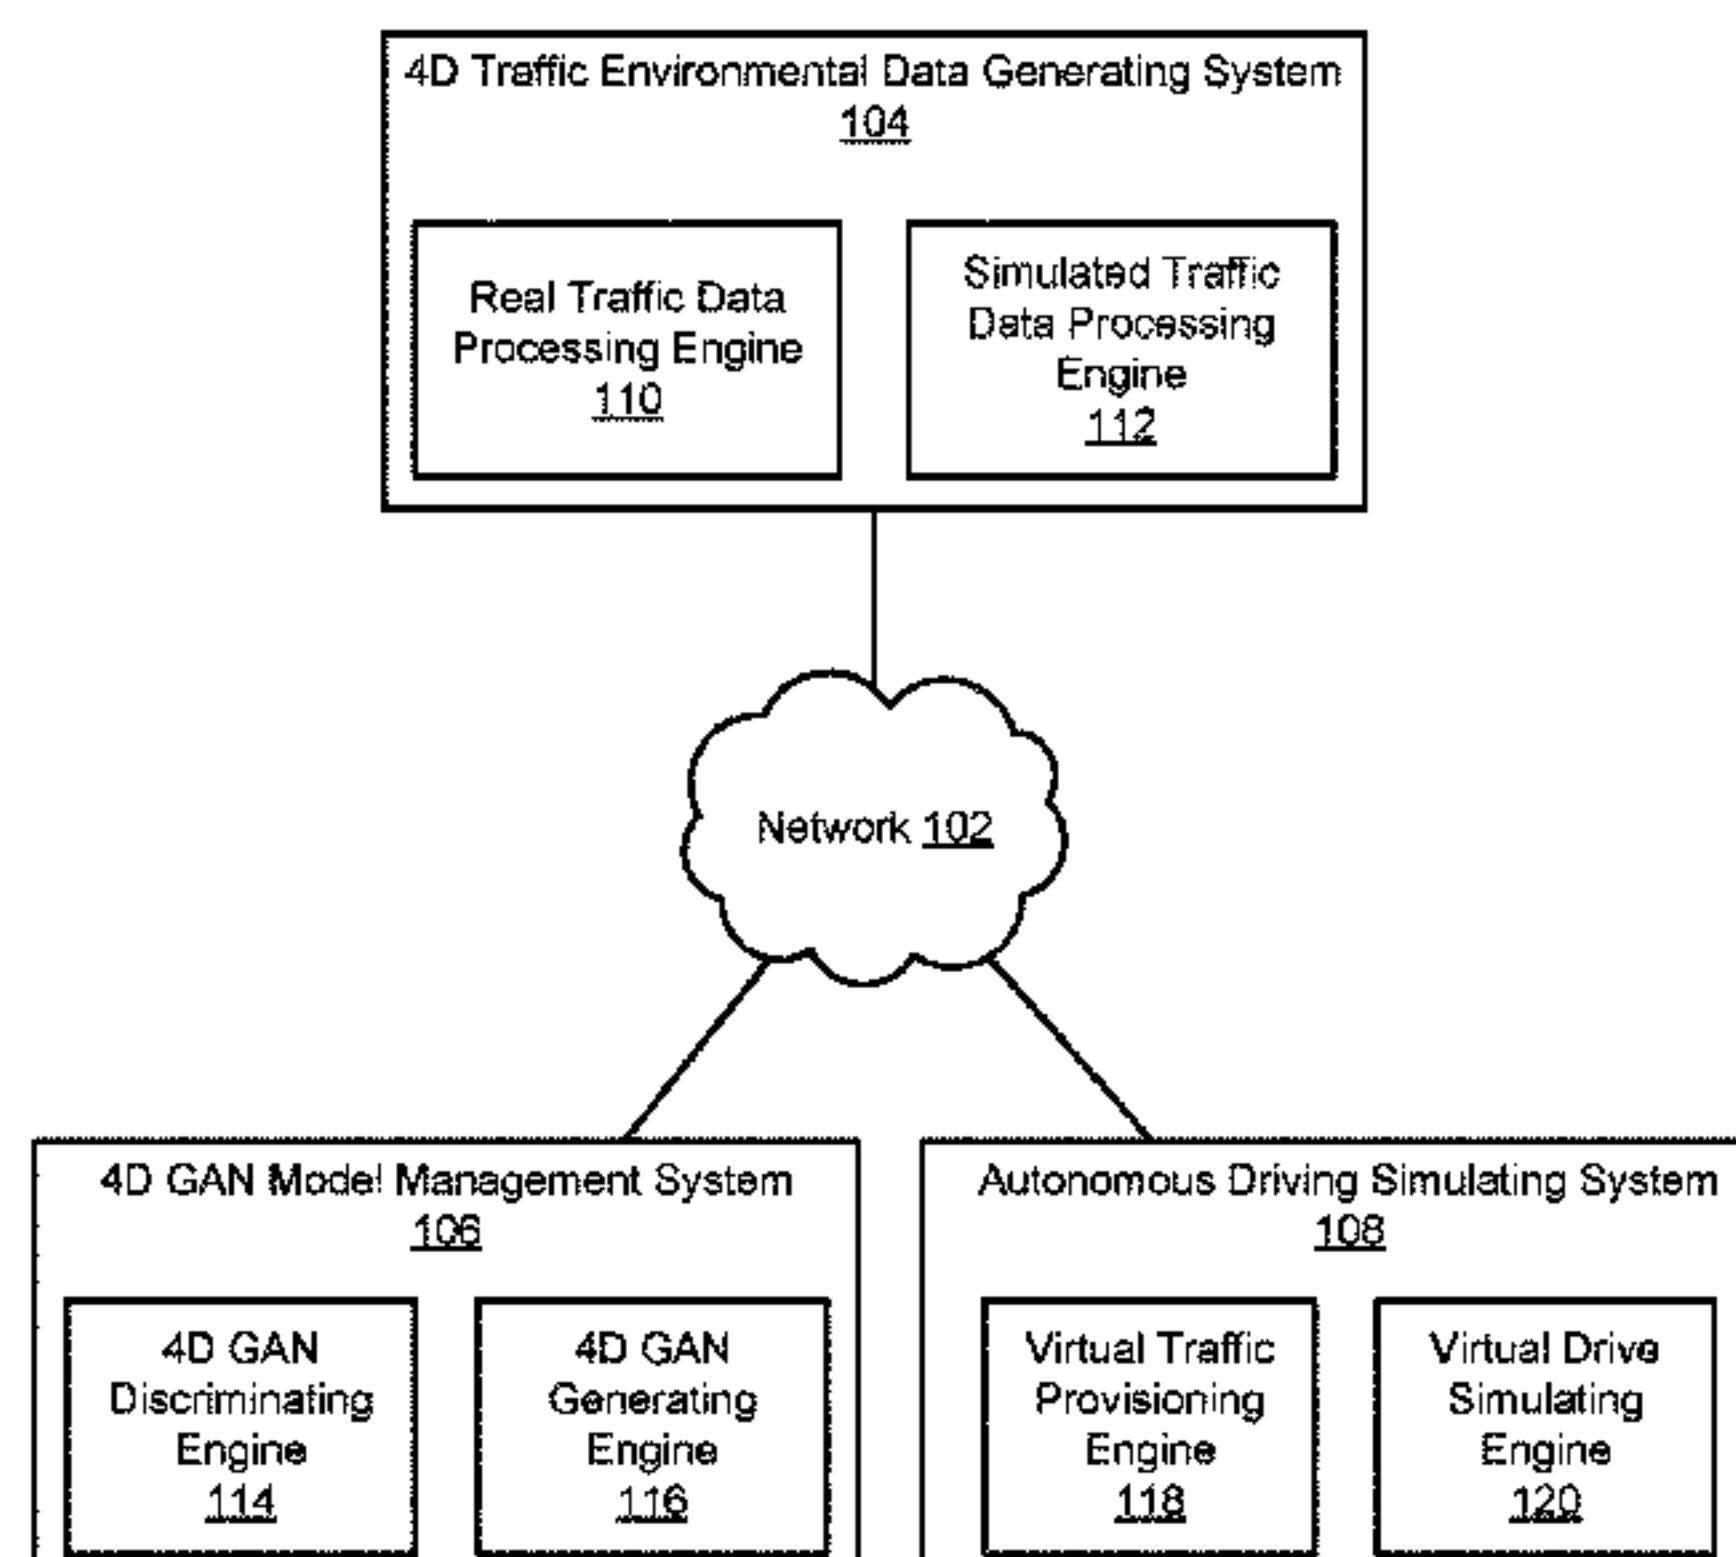 4D Traffic Environmental Data Generating System
104
Real Traffic Data
Processing Engine
110
Simulated Traffic
Data Processing
Engine
112
Network 102
4D GAN Model Management System
106
4D GAN
Discriminating
Engine
114
4D GAN
Generating
Engine
116
Autonomous Driving Simulating System
108
Virtual Traffic
Provisioning
Engine
118
Virtual Drive
Simulating
Engine
120